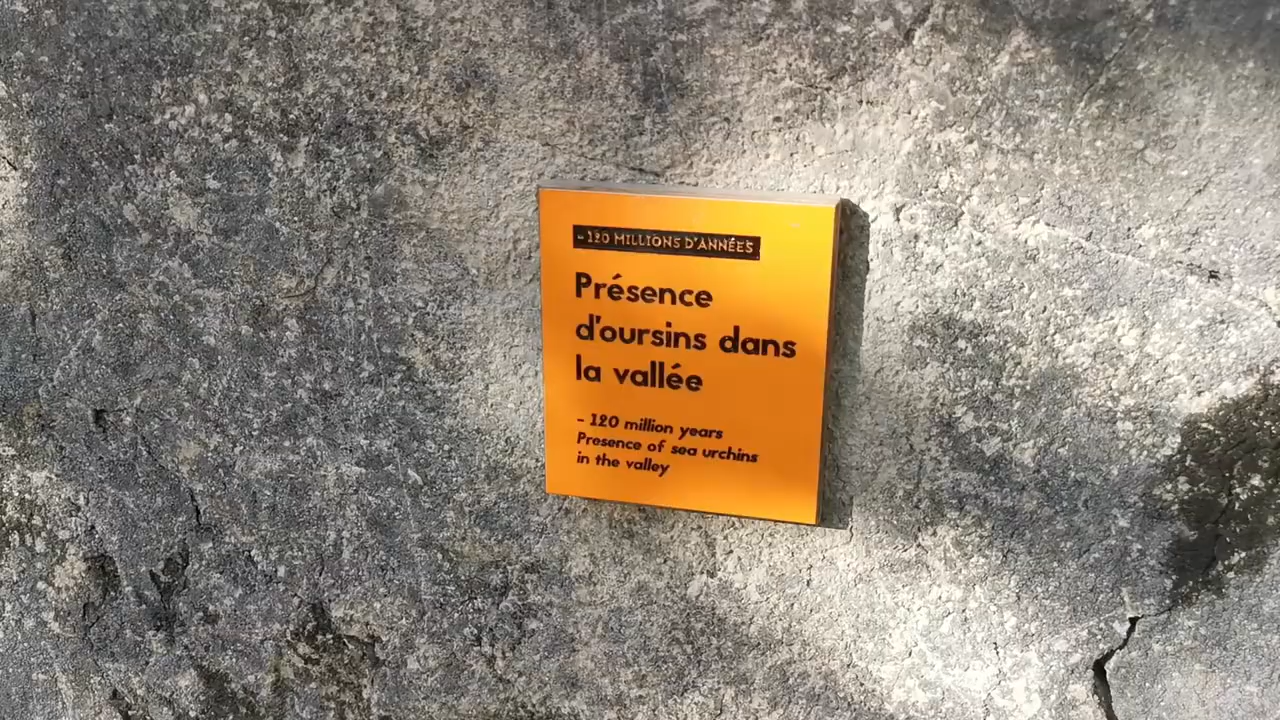 - 120 MILLIONS D'ANNÉES
Présence
d'oursins dans
la vallée
- 120 million years
Presence of sea urchins
in the valley